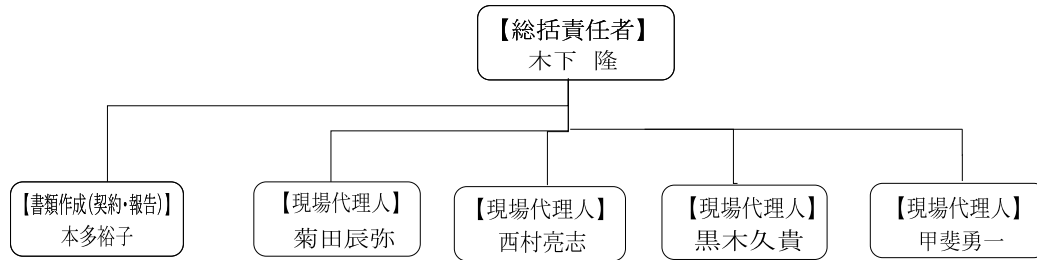 【総括責任者】
木下 隆
【書類作成(契約・報告)】
本多裕子
【現場代理人】
菊田辰弥
【現場代理人】
西村亮志
【現場代理人】
黒木久貴
【現場代理人】
甲斐勇一